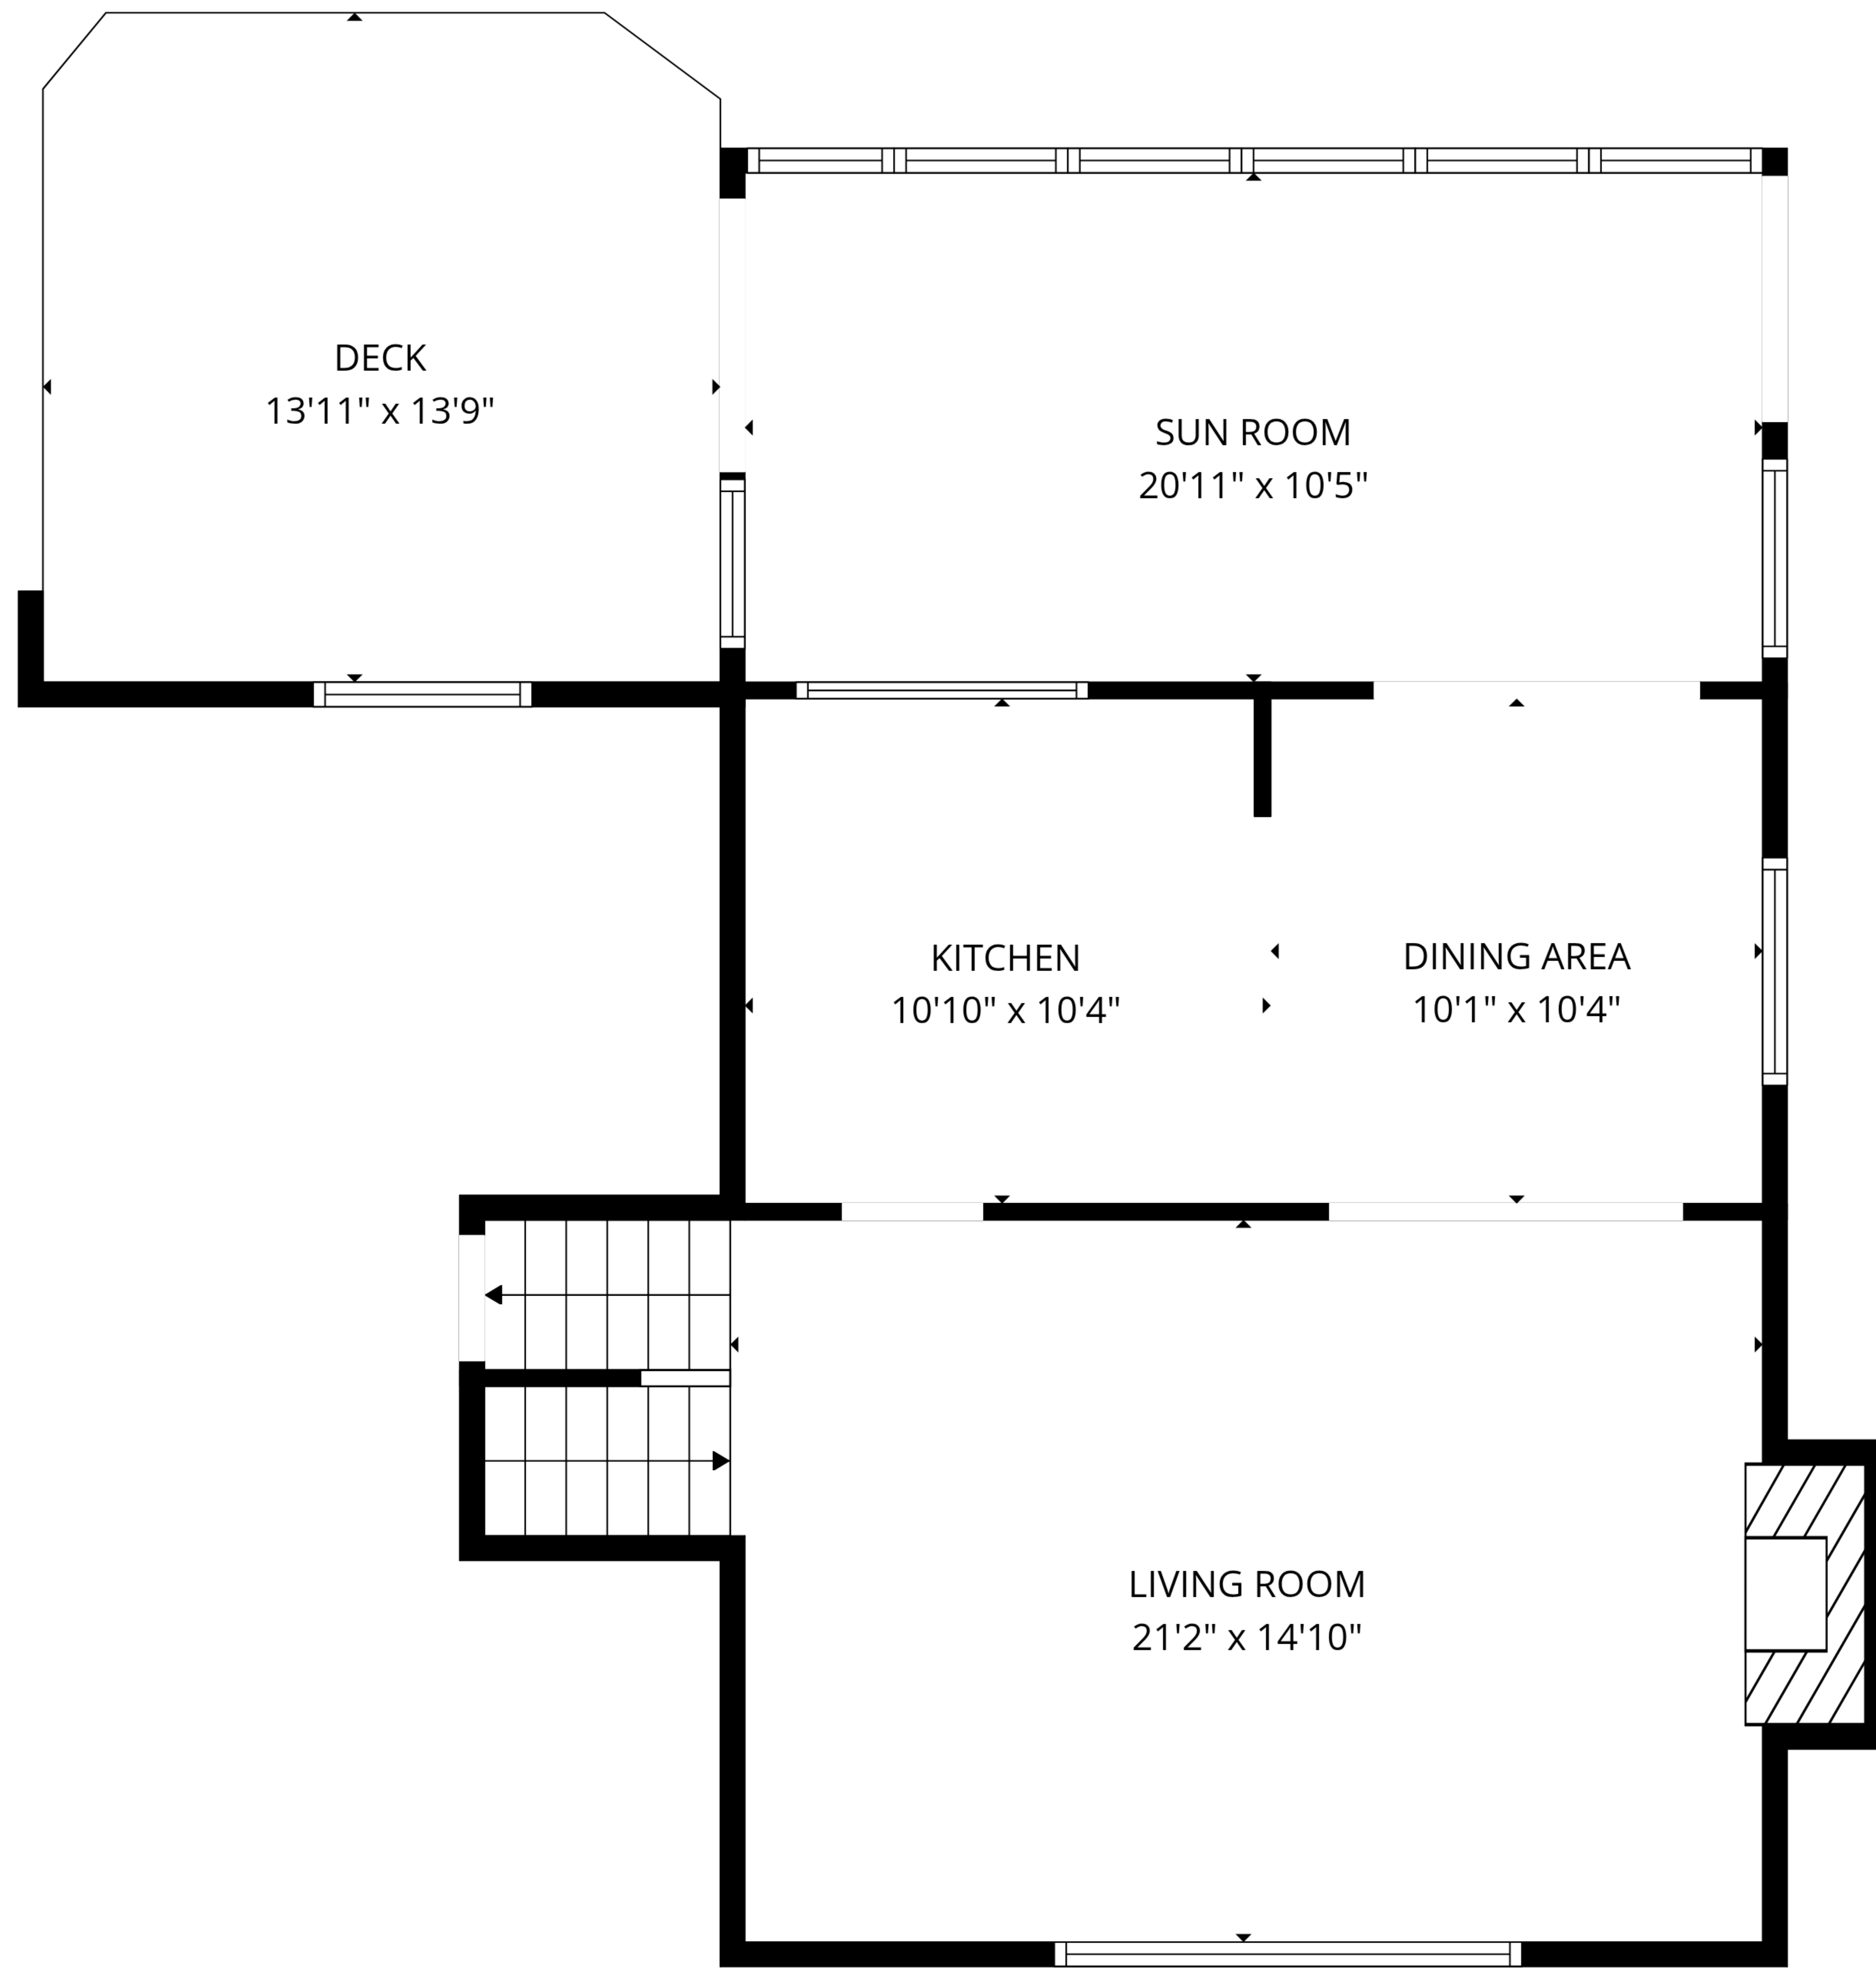 DECK
13'11" x 13'9"
SUN ROOM
20'11" x 10'5"
KITCHEN
10'10" x 10'4"
DINING AREA
10'1" x 10'4"
LIVING ROOM
21'2" x 14'10"